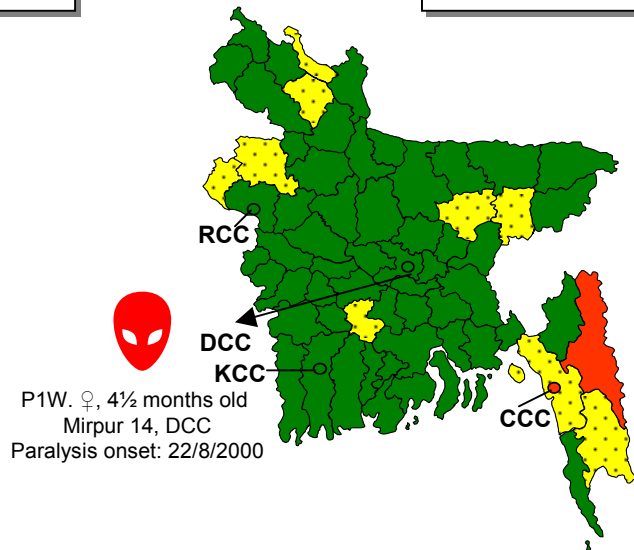 RCC
DCC
KCC
P1W. ♀, 4½ months old
Mirpur 14, DCC
Paralysis onset: 22/8/2000
CCC